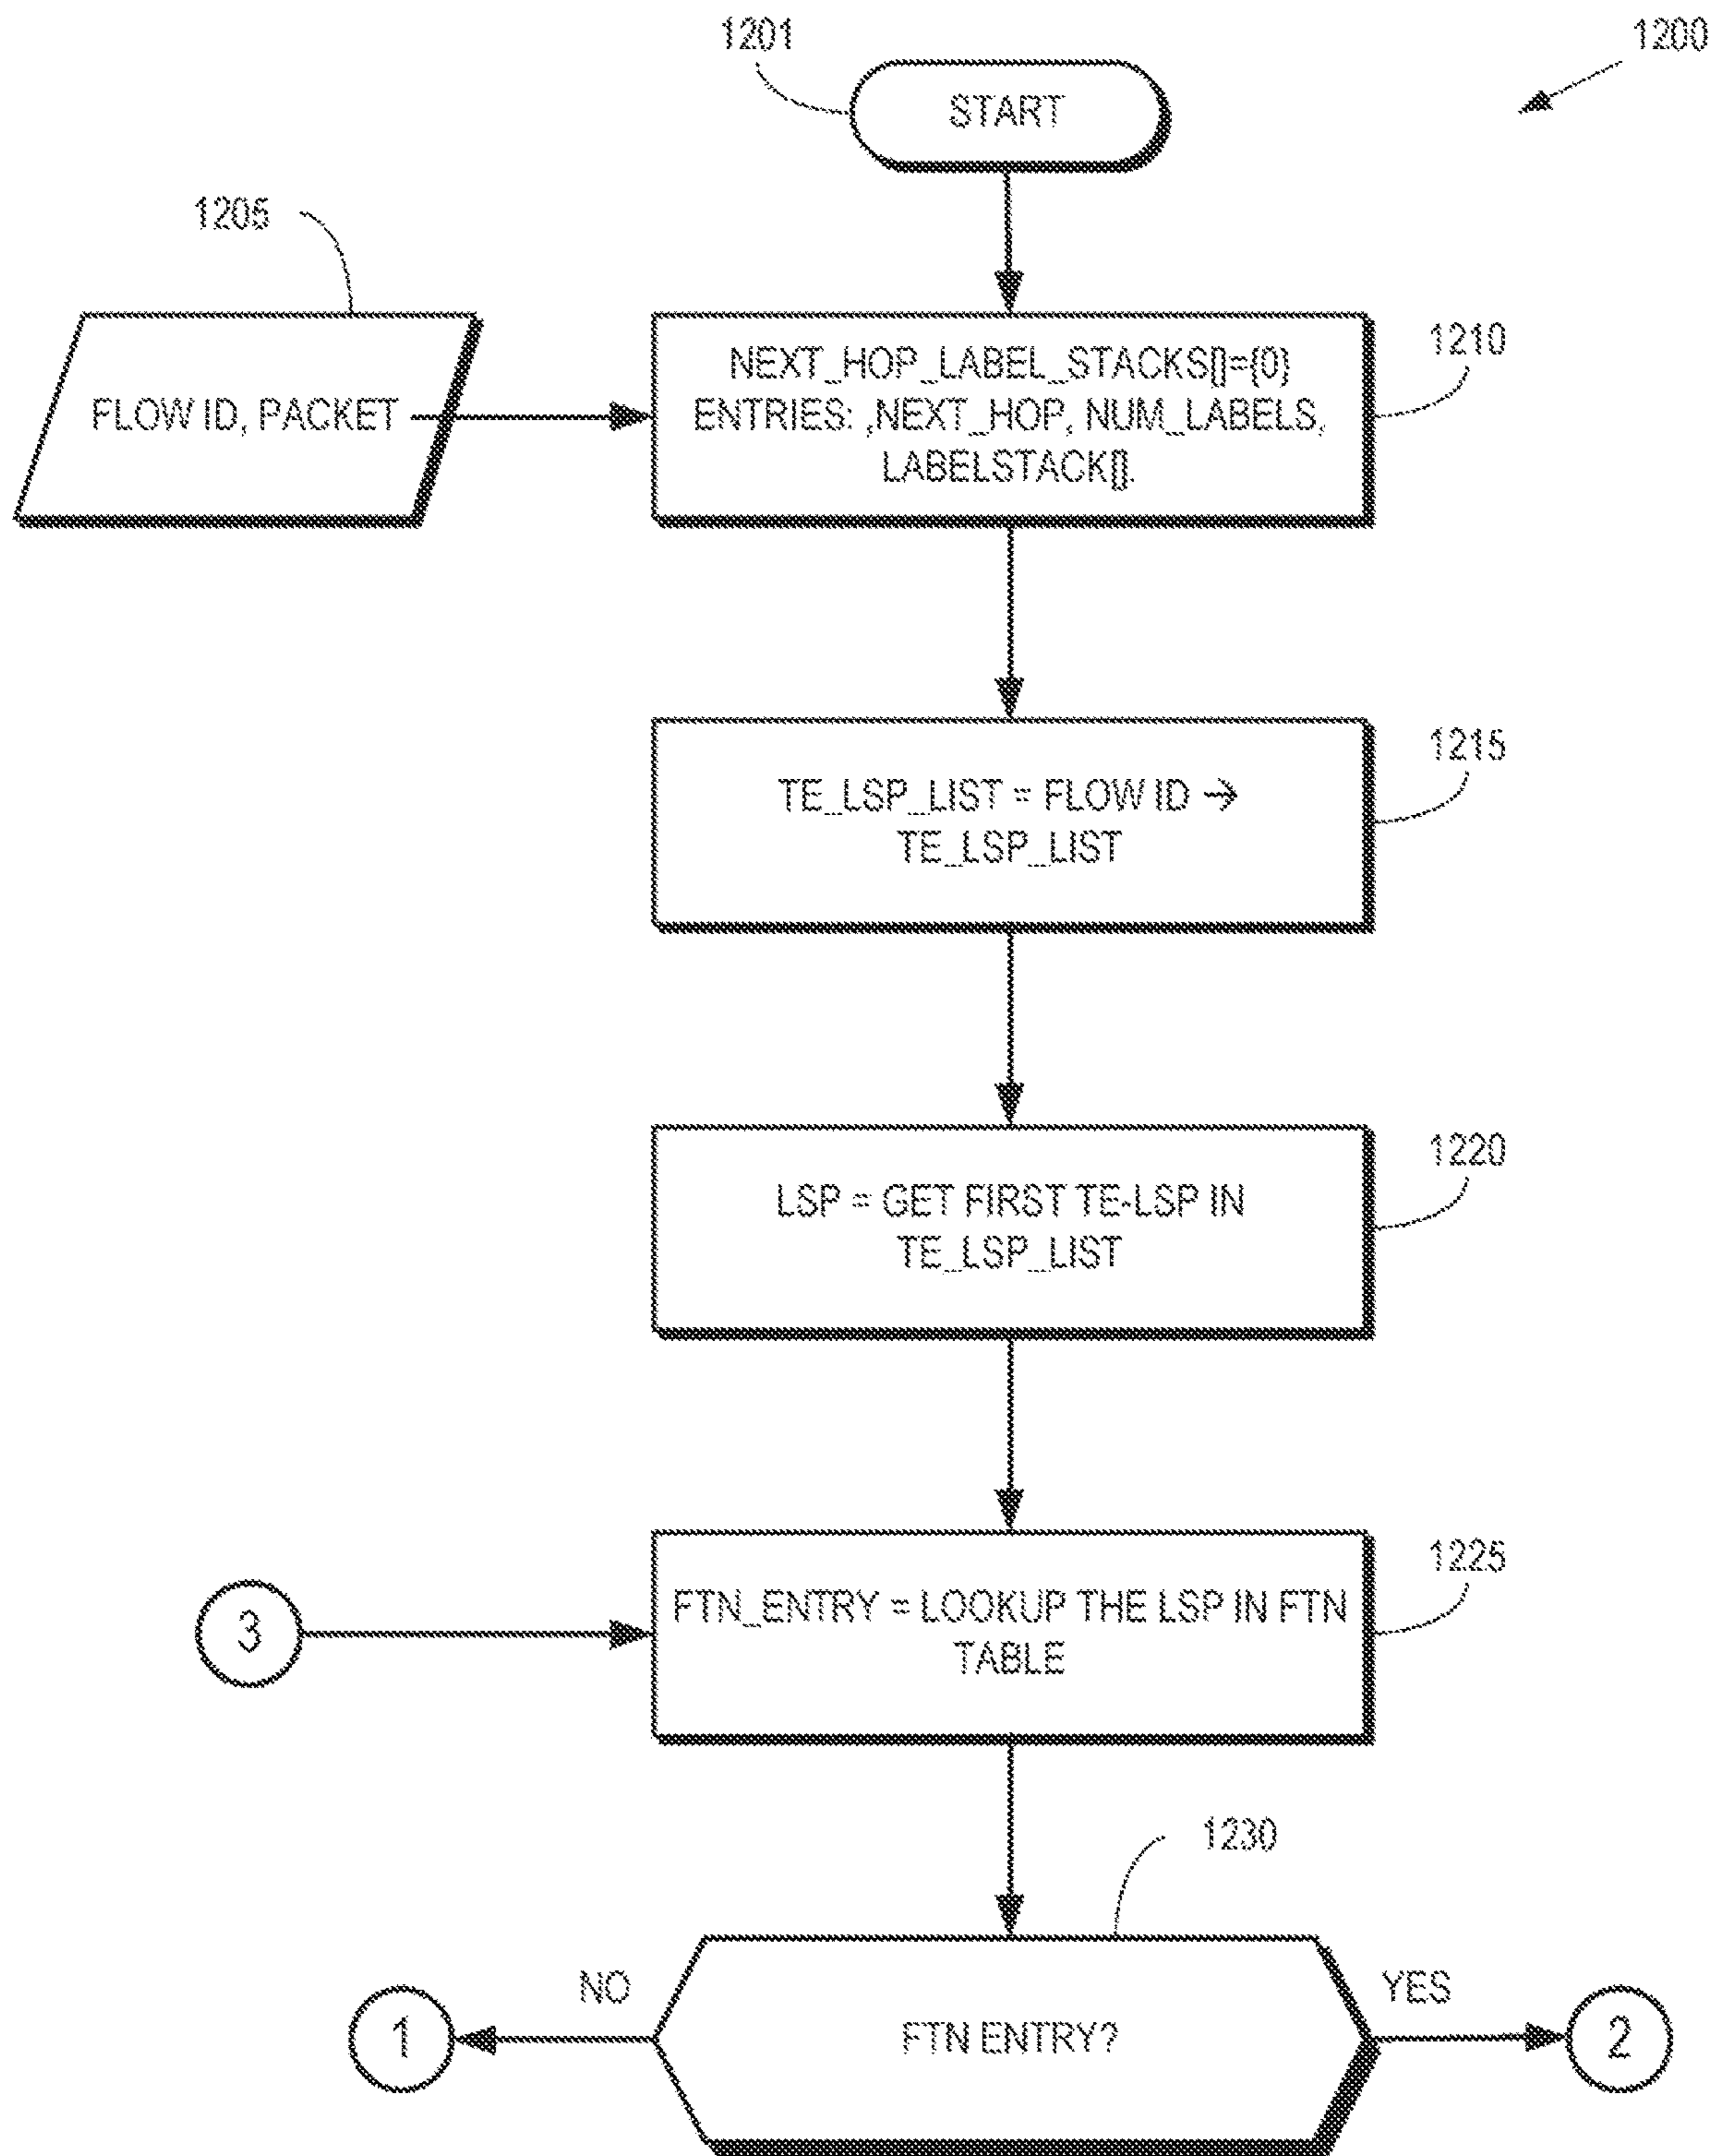 1201
1200
START
1205
FLOW ID, PACKET
NEXT_HOP_LABEL_STACKS[]={0}
ENTRIES: ,NEXT_HOP, NUM_LABELS,
LABELSTACK[].
1210
TE_LSP_LIST = FLOW ID →
TE_LSP_LIST
1215
LSP = GET FIRST TE-LSP IN
TE_LSP_LIST
1220
3
FTN_ENTRY = LOOKUP THE LSP IN FTN
TABLE
1225
1230
1
NO
FTN ENTRY?
YES
2